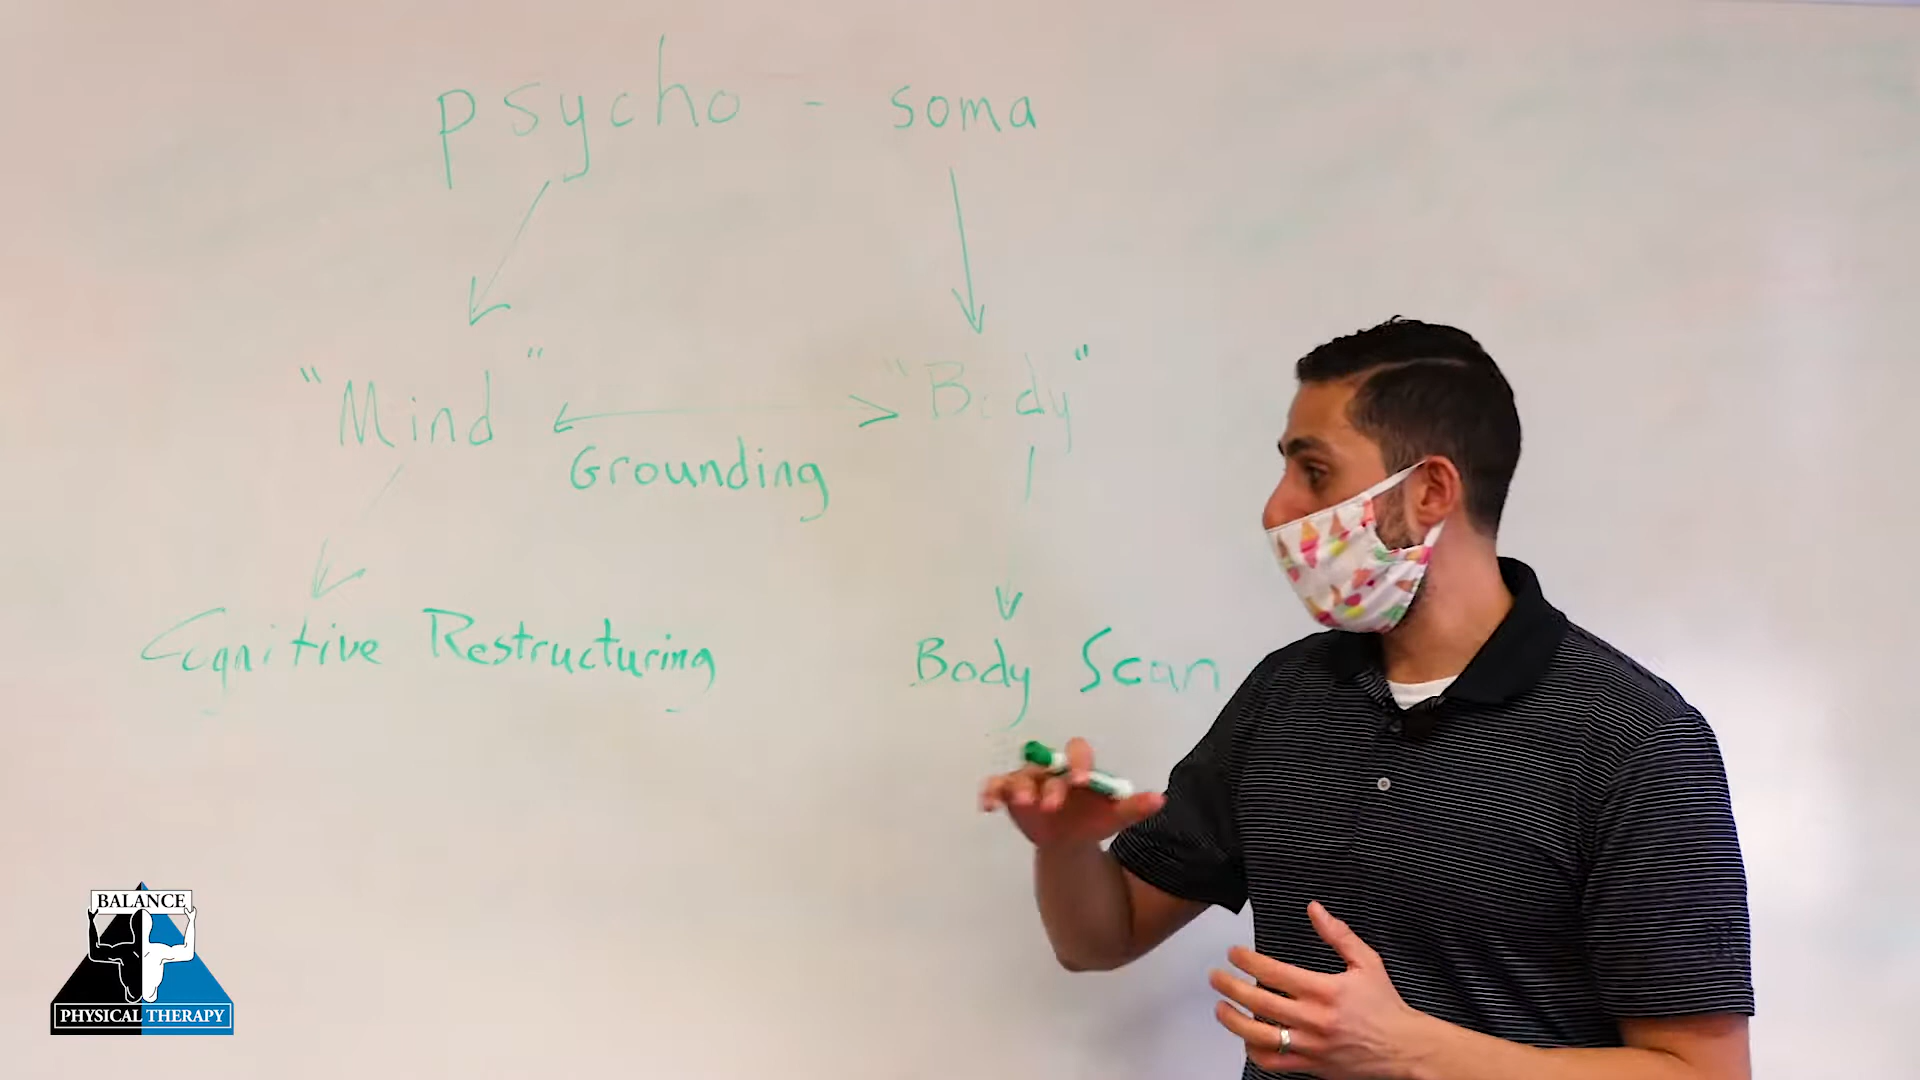 psycho - soma
"Mind" "Body"
Grounding
Cognitive Restructuring
Body Scan
BALANCE
PHYSICAL THERAPY